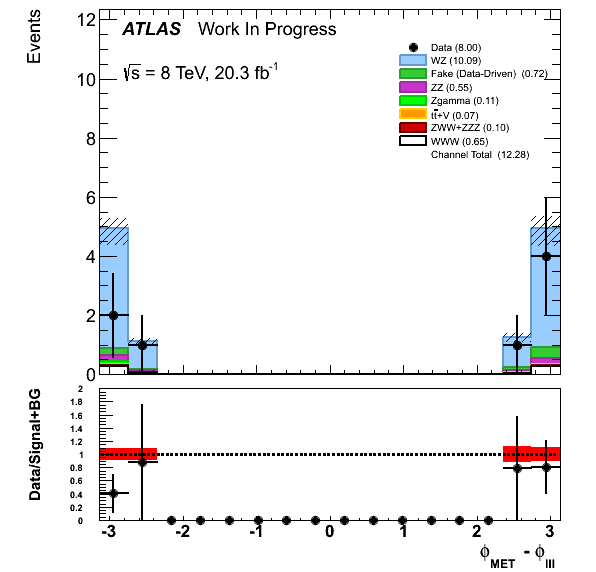 Events
12
10
8
6
4
2
0
ATLAS Work In Progress
√s = 8 TeV, 20.3 fb-1
Data (8.00)
WZ (10.09)
Fake (Data-Driven) (0.72)
ZZ (0.55)
Zgamma (0.11)
tt̄+V (0.07)
ZWW+ZZZ (0.10)
WWW (0.65)
Channel Total (12.28)
Data/Signal+BG
2
1.8
1.6
1.4
1.2
1
0.8
0.6
0.4
0.2
0
-3 -2 -1 0 1 2 3
ϕMET - ϕlll